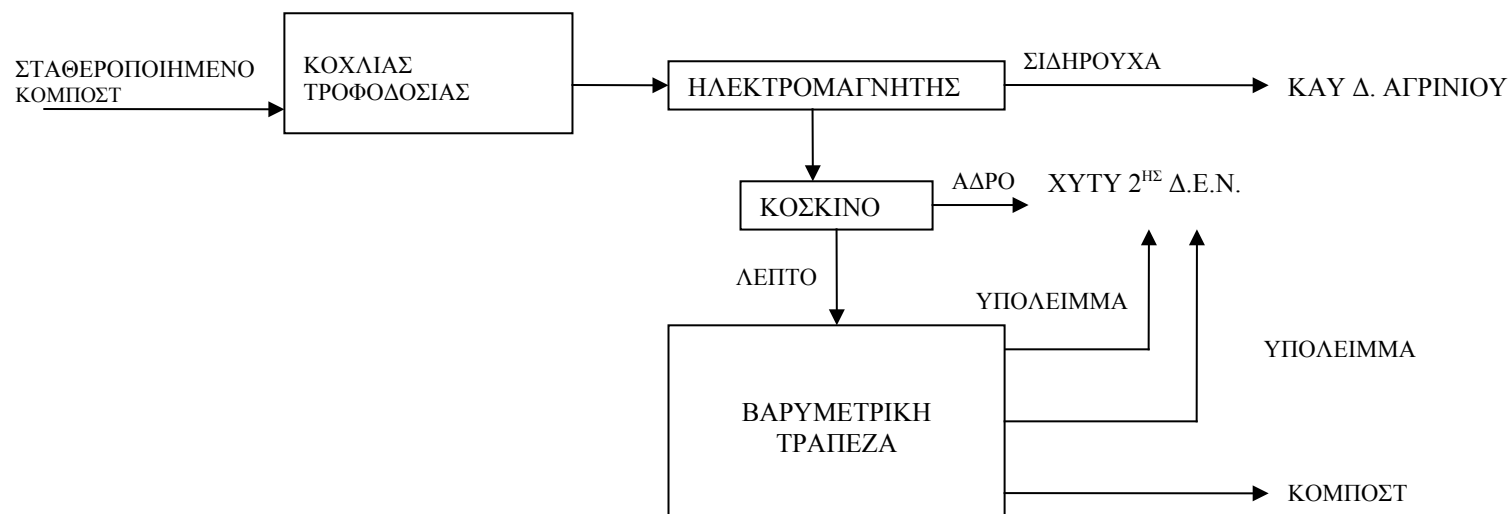 ΣΤΑΘΕΡΟΠΟΙΗΜΕΝΟ
ΚΟΜΠΟΣΤ
ΚΟΧΛΙΑΣ
ΤΡΟΦΟΔΟΣΙΑΣ
ΗΛΕΚΤΡΟΜΑΓΝΗΤΗΣ
ΣΙΔΗΡΟΥΧΑ
ΚΑΥ Δ. ΑΓΡΙΝΙΟΥ
ΚΟΣΚΙΝΟ
ΑΔΡΟ
ΧΥΤΥ 2ΗΣ Δ.Ε.Ν.
ΛΕΠΤΟ
ΥΠΟΛΕΙΜΜΑ
ΥΠΟΛΕΙΜΜΑ
ΒΑΡΥΜΕΤΡΙΚΗ
ΤΡΑΠΕΖΑ
ΚΟΜΠΟΣΤ